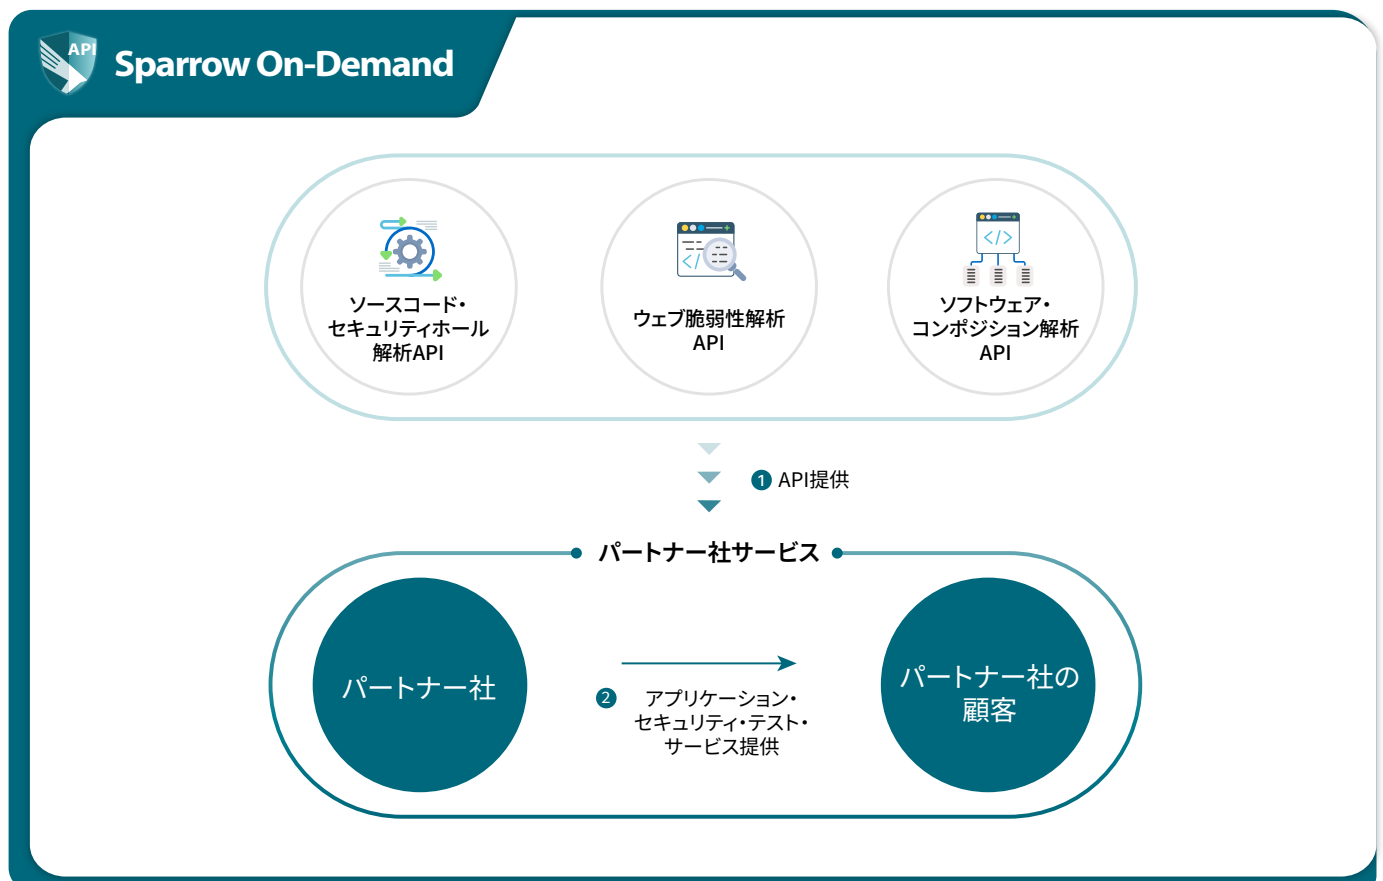 API
Sparrow On-Demand
ソースコード・
セキュリティホール
解析API
ウェブ脆弱性解析
API
ソフトウェア・
コンポジション解析
API
1 API提供
パートナー社サービス
パートナー社
2 アプリケーション・
セキュリティ・テスト・
サービス提供
パートナー社の
顧客